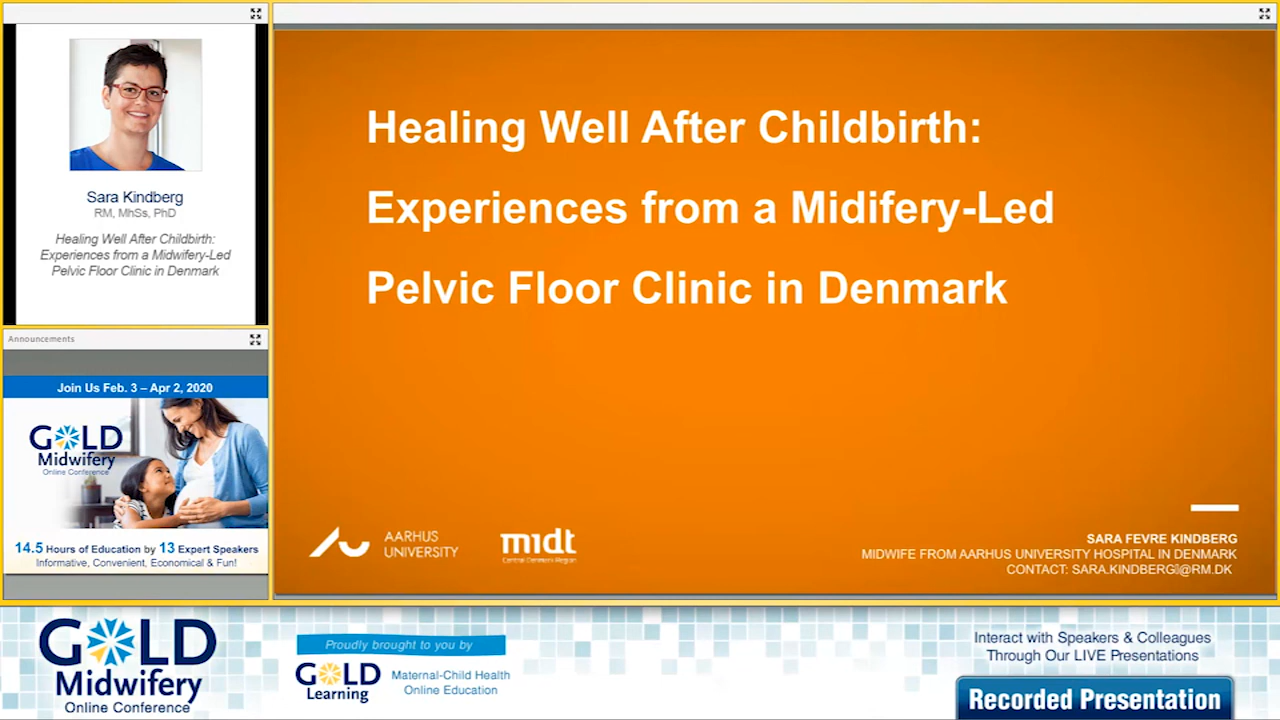 Sara Kindberg
RM, MhSs, PhD
Healing Well After Childbirth:
Experiences from a Midwifery-Led
Pelvic Floor Clinic in Denmark
Announcements
Join Us Feb. 3 – Apr 2, 2020
GOLD
Midwifery
Online Conference
14.5 Hours of Education by 13 Expert Speakers
Informative, Convenient, Economical & Fun!
Healing Well After Childbirth:
Experiences from a Midifery-Led
Pelvic Floor Clinic in Denmark
AARHUS
UNIVERSITY
midt
Central Denmark Region
SARA FEVRE KINDBERG
MIDWIFE FROM AARHUS UNIVERSITY HOSPITAL IN DENMARK
CONTACT: SARA.KINDBERG@RM.DK
GOLD
Midwifery
Online Conference
Proudly brought to you by
GOLD
Learning
Maternal-Child Health
Online Education
Interact with Speakers & Colleagues
Through Our LIVE Presentations
Recorded Presentation